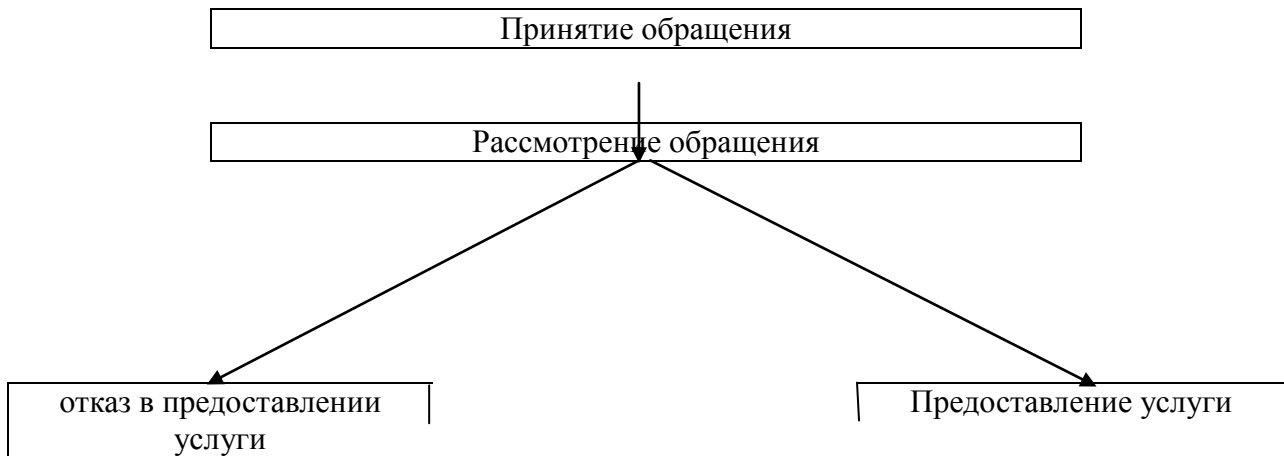 Принятие обращения
Рассмотрение обращения
отказ в предоставлении
услуги
Предоставление услуги